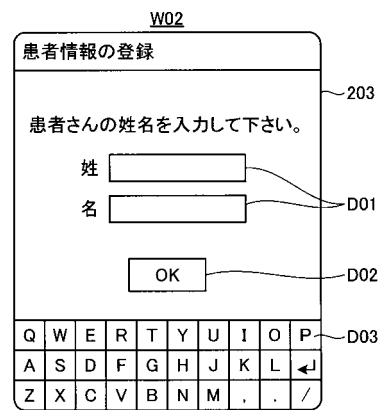 W02
患者情報の登録
203
患者さんの姓名を入力して下さい。
姓
D01
名
OK
D02
Q W E R T Y U I O P
D03
A S D F G H J K L ↲
Z X C V B N M , . /